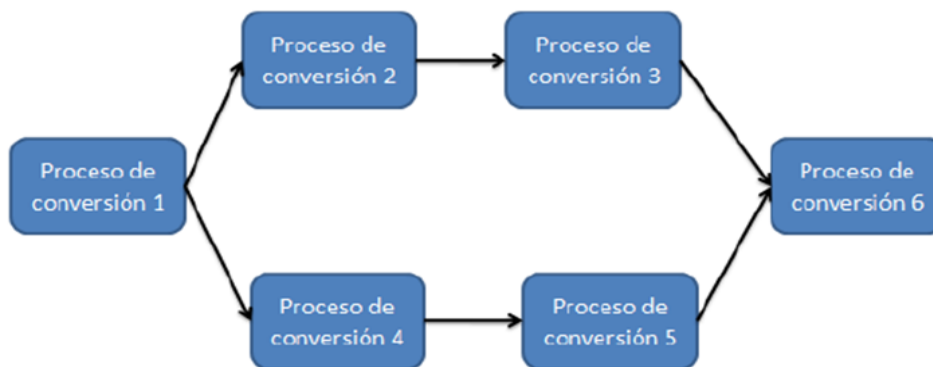 Proceso de
conversión 1
Proceso de
conversión 2
Proceso de
conversión 3
Proceso de
conversión 4
Proceso de
conversión 5
Proceso de
conversión 6